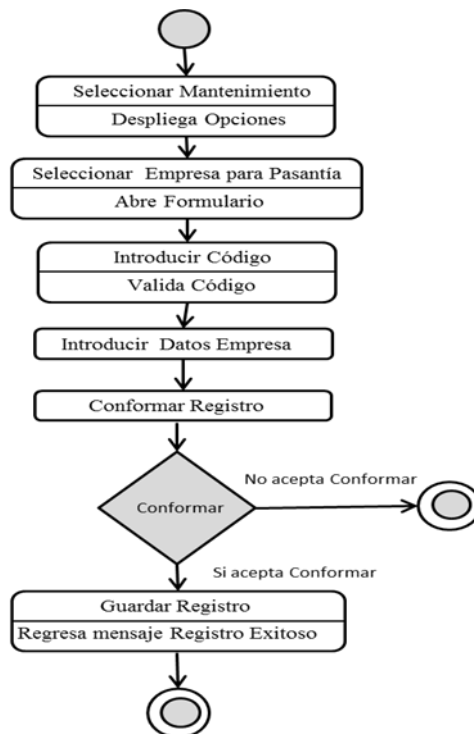 Seleccionar Mantenimiento
Despliega Opciones
Seleccionar Empresa para Pasantía
Abre Formulario
Introducir Código
Valida Código
Introducir Datos Empresa
Conformar Registro
Conformar
No acepta Conformar
Si acepta Conformar
Guardar Registro
Regresa mensaje Registro Exitoso